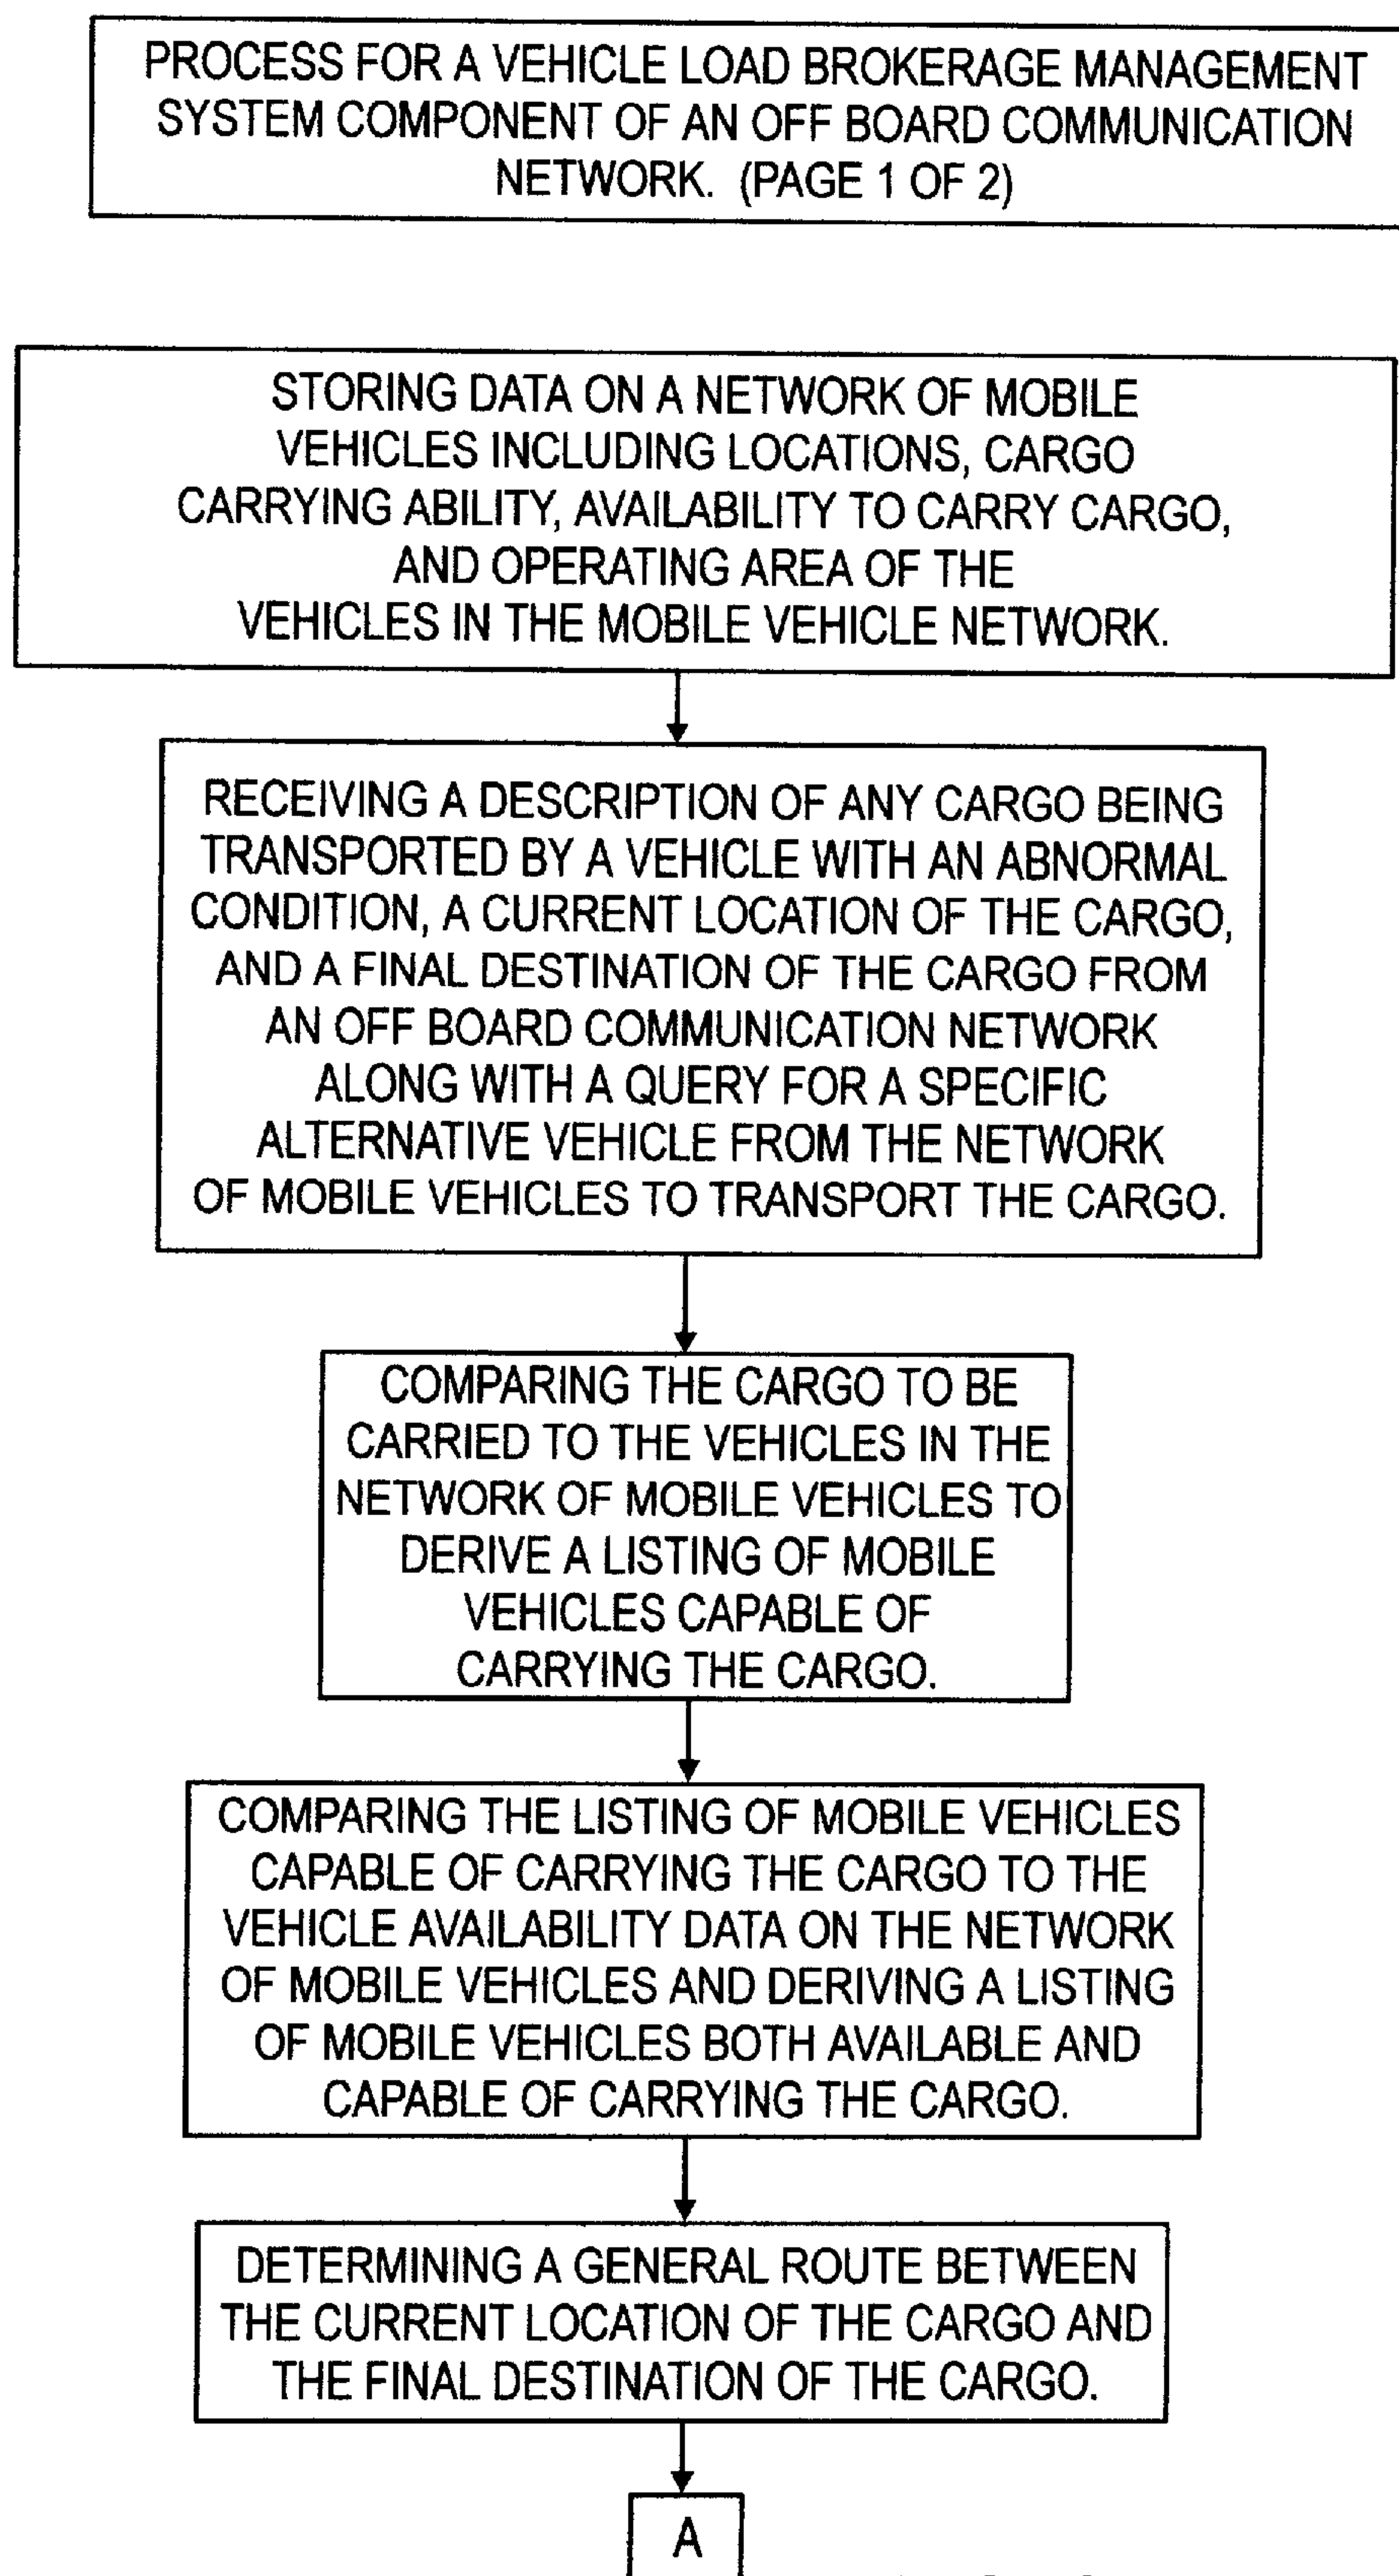 PROCESS FOR A VEHICLE LOAD BROKERAGE MANAGEMENT
SYSTEM COMPONENT OF AN OFF BOARD COMMUNICATION
NETWORK. (PAGE 1 OF 2)
STORING DATA ON A NETWORK OF MOBILE
VEHICLES INCLUDING LOCATIONS, CARGO
CARRYING ABILITY, AVAILABILITY TO CARRY CARGO,
AND OPERATING AREA OF THE
VEHICLES IN THE MOBILE VEHICLE NETWORK.
RECEIVING A DESCRIPTION OF ANY CARGO BEING
TRANSPORTED BY A VEHICLE WITH AN ABNORMAL
CONDITION, A CURRENT LOCATION OF THE CARGO,
AND A FINAL DESTINATION OF THE CARGO FROM
AN OFF BOARD COMMUNICATION NETWORK
ALONG WITH A QUERY FOR A SPECIFIC
ALTERNATIVE VEHICLE FROM THE NETWORK
OF MOBILE VEHICLES TO TRANSPORT THE CARGO.
COMPARING THE CARGO TO BE
CARRIED TO THE VEHICLES IN THE
NETWORK OF MOBILE VEHICLES TO
DERIVE A LISTING OF MOBILE
VEHICLES CAPABLE OF
CARRYING THE CARGO.
COMPARING THE LISTING OF MOBILE VEHICLES
CAPABLE OF CARRYING THE CARGO TO THE
VEHICLE AVAILABILITY DATA ON THE NETWORK
OF MOBILE VEHICLES AND DERIVING A LISTING
OF MOBILE VEHICLES BOTH AVAILABLE AND
CAPABLE OF CARRYING THE CARGO.
DETERMINING A GENERAL ROUTE BETWEEN
THE CURRENT LOCATION OF THE CARGO AND
THE FINAL DESTINATION OF THE CARGO.
A